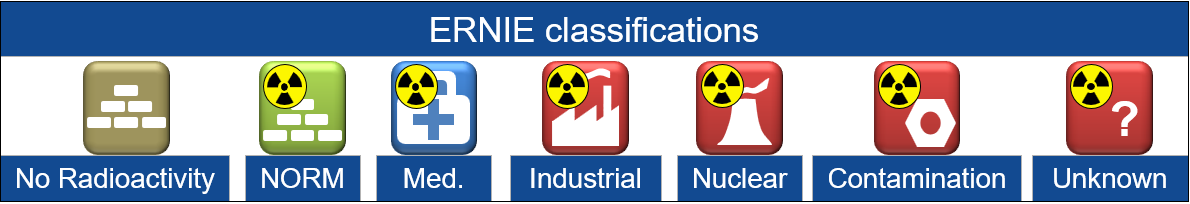 ERNIE classifications
?
No Radioactivity
NORM
Med.
Industrial
Nuclear
Contamination
Unknown